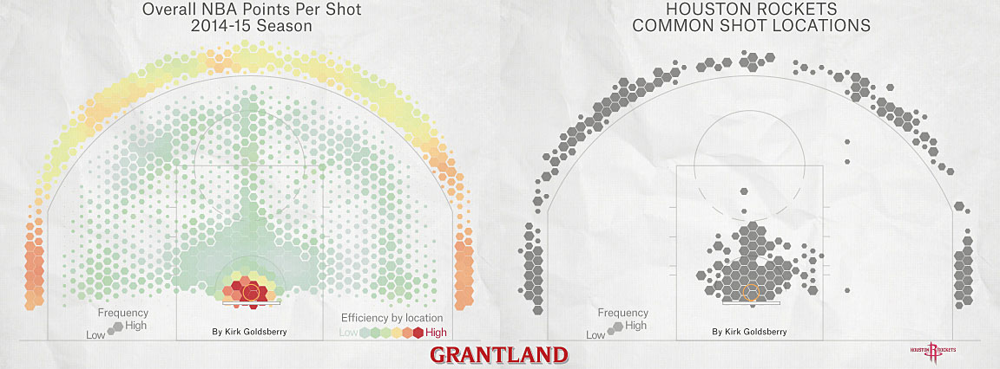 Overall NBA Points Per Shot
2014-15 Season
Frequency
Low High
By Kirk Goldsberry
Efficiency by location
Low High
HOUSTON ROCKETS
COMMON SHOT LOCATIONS
Frequency
Low High
By Kirk Goldsberry
GRANTLAND
HOUSTON ROCKETS